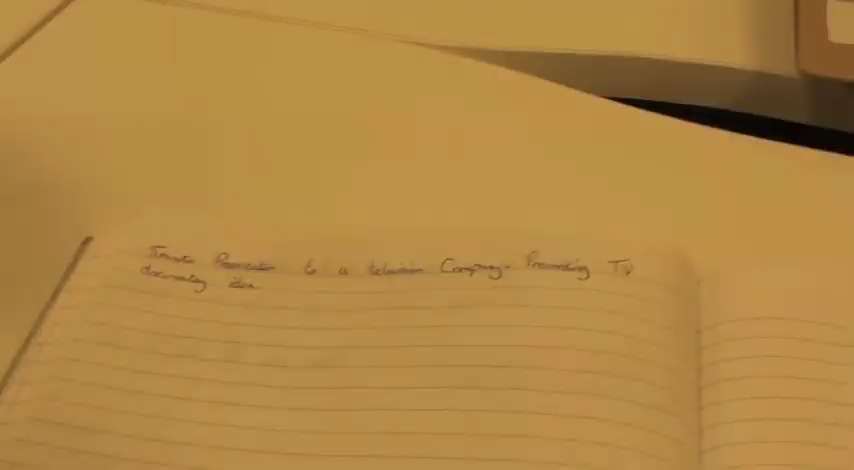 to a television Company - Promoting TV
documentary idea